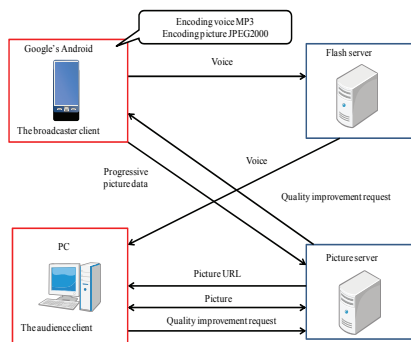 Encoding voice MP3
Encoding picture JPEG2000
Google's Android
The broadcaster client
Voice
Flash server
Voice
Progressive
picture data
Quality improvement request
PC
The audience client
Picture URL
Picture
Quality improvement request
Picture server